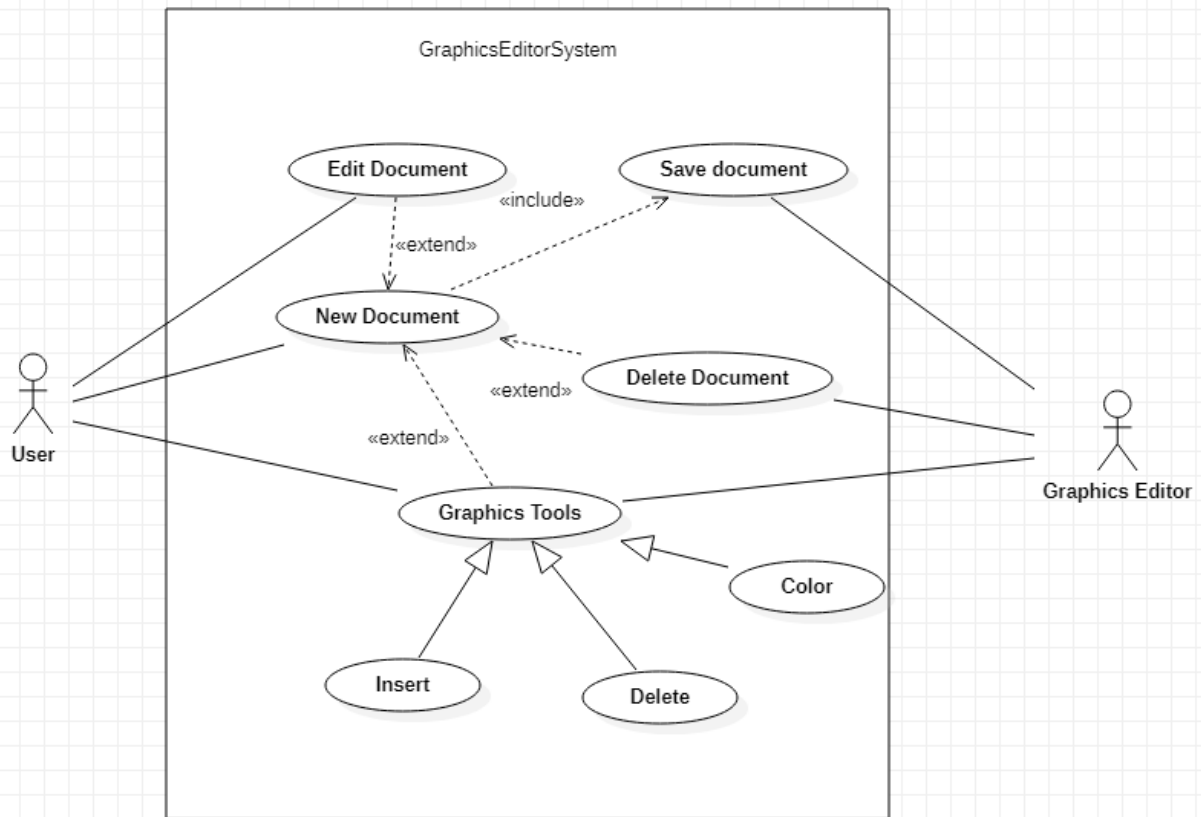 GraphicsEditorSystem
Edit Document
Save document
«include»
«extend»
New Document
Delete Document
«extend»
«extend»
User
Graphics Editor
Graphics Tools
Color
Insert
Delete